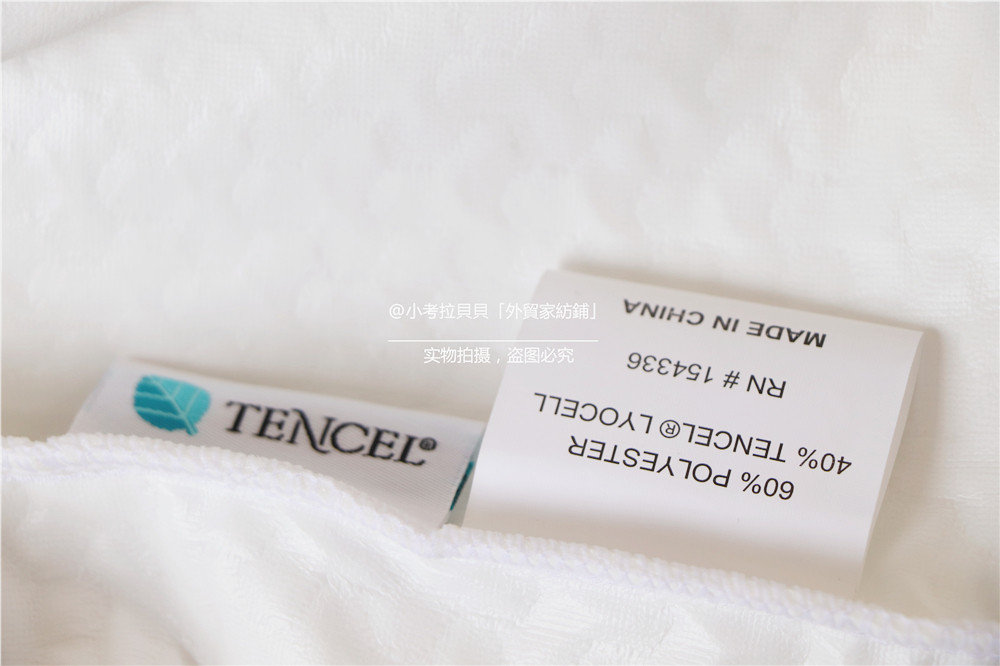 @小考拉貝貝「外貿家紡鋪」
实物拍摄，盗图必究
TENCEL®
60% POLYESTER
40% TENCEL® LYOCELL
RN # 154336
MADE IN CHINA